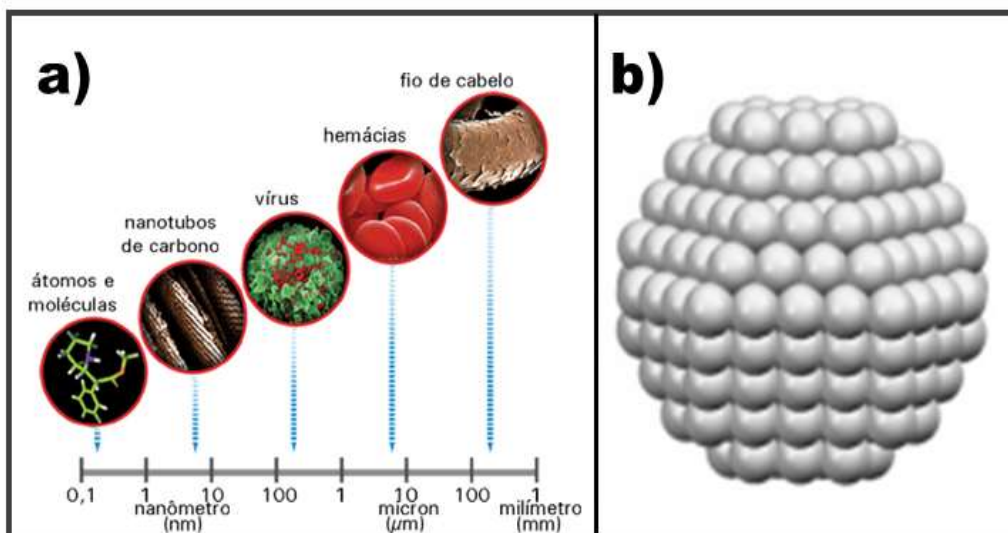 a)
b)
fio de cabelo
hemácias
vírus
nanotubos
de carbono
átomos e
moléculas
0,1 1 10 100 1 10 100 1
nanômetro micron milímetro
(nm) (μm) (mm)